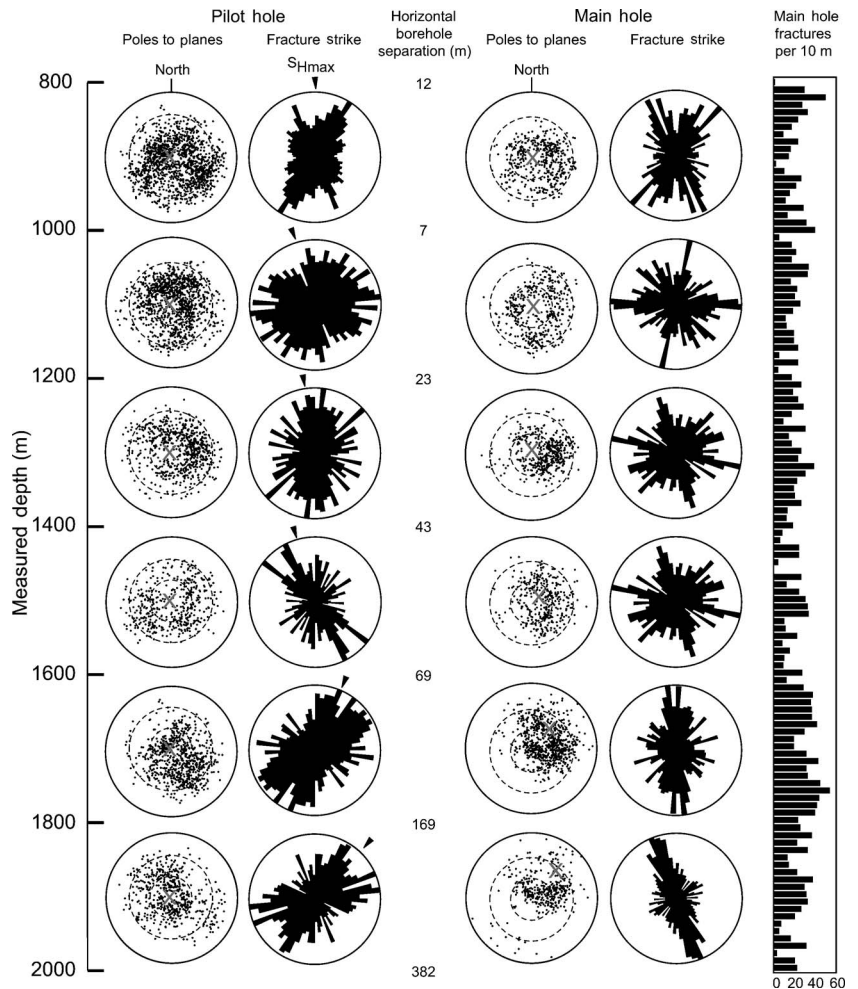 Pilot hole
Horizontal
borehole
separation (m)
Main hole
Main hole
fractures
per 10 m
Poles to planes
Fracture strike
Poles to planes
Fracture strike
North
SHmax
North
800
12
1000
7
1200
23
1400
43
1600
69
1800
169
2000
382
Measured depth (m)
0 20 40 60